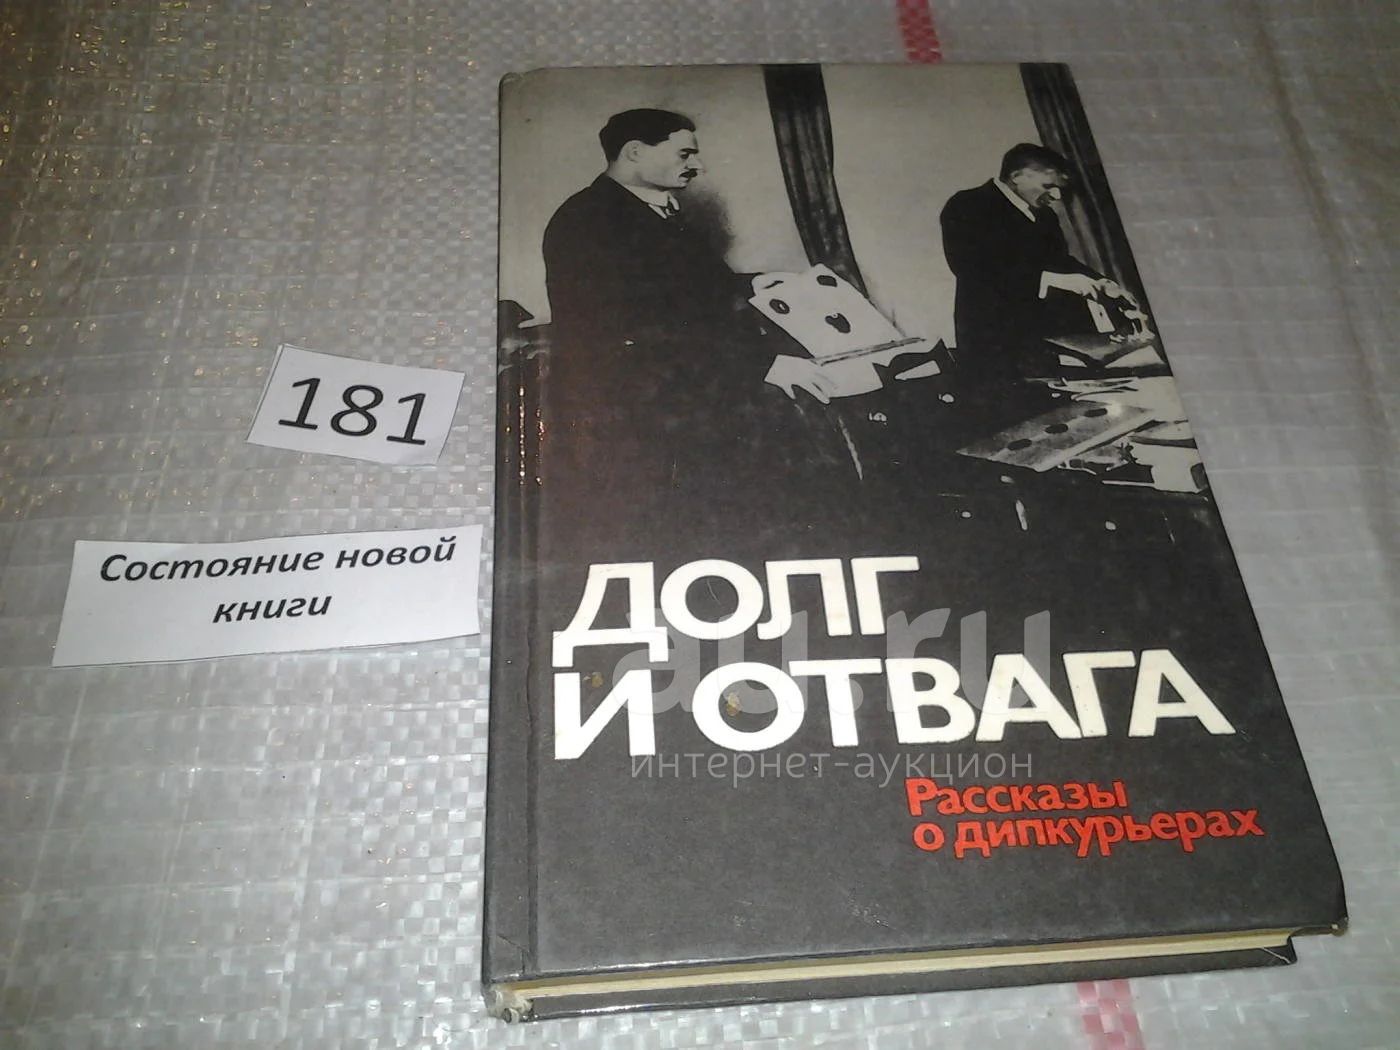 181
Состояние новой
книги
ДОЛГ
И ОТВАГА
Рассказы
о дипкурьерах
au.ru
интернет-аукцион